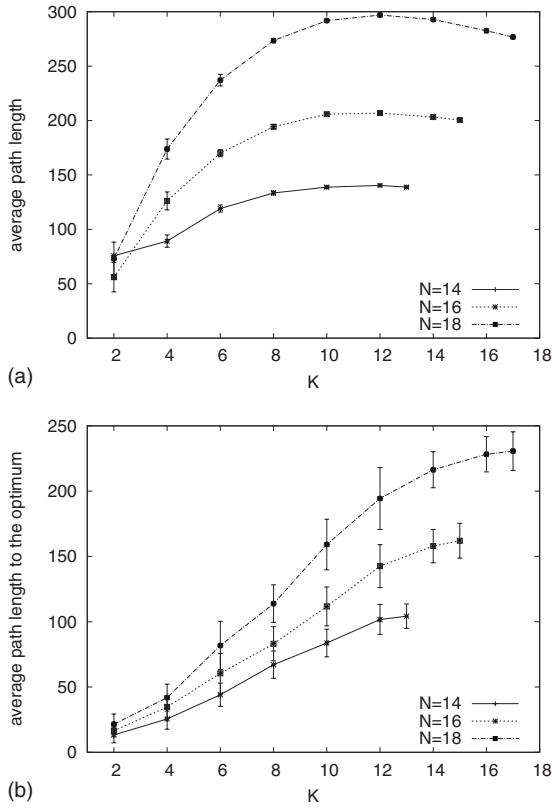 300
250
200
150
100
50
0
average path length
2 4 6 8 10 12 14 16 18
K
N=14
N=16
N=18
(a)
250
200
150
100
50
0
average path length to the optimum
2 4 6 8 10 12 14 16 18
K
N=14
N=16
N=18
(b)